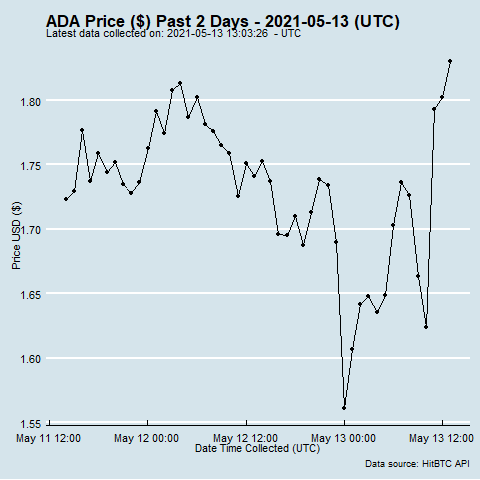 ADA Price ($) Past 2 Days - 2021-05-13 (UTC)
Latest data collected on: 2021-05-13 13:03:26  - UTC
1.80
1.75
1.70
1.65
1.60
1.55
Price USD ($)
May 11 12:00 May 12 00:00 May 12 12:00 May 13 00:00 May 13 12:00
Date Time Collected (UTC)
Data source: HitBTC API